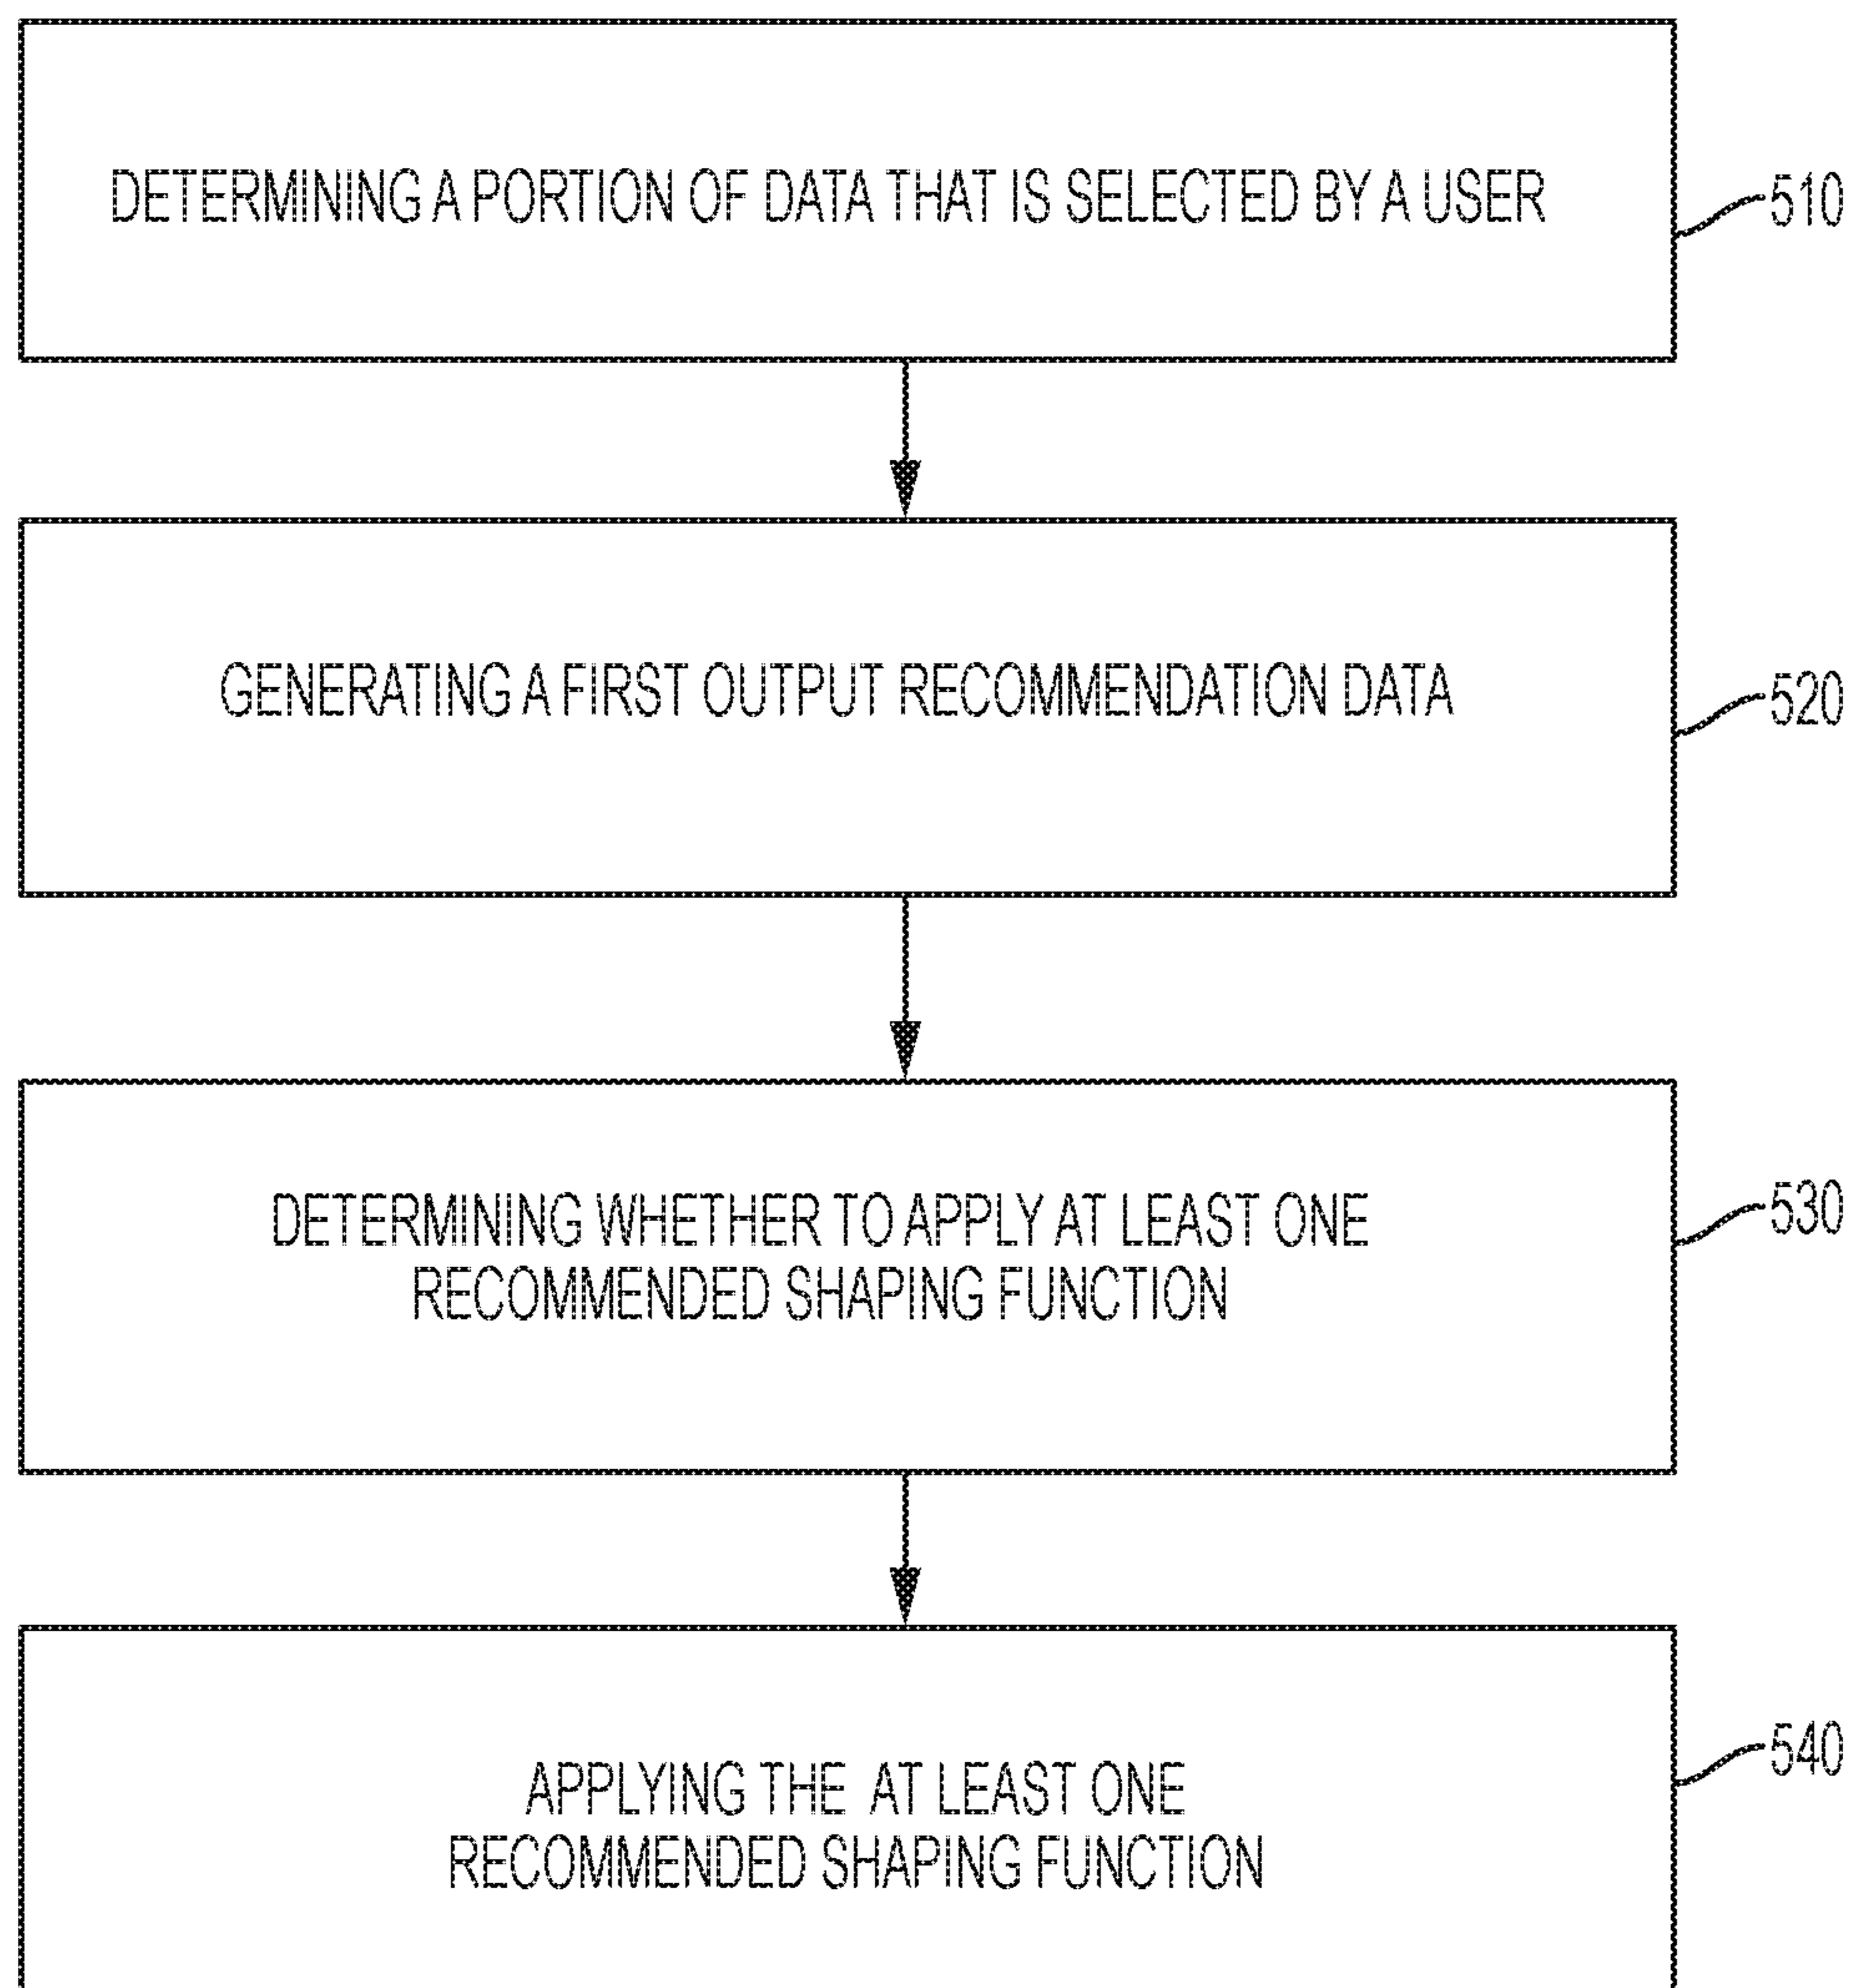 DETERMINING A PORTION OF DATA THAT IS SELECTED BY A USER
510
GENERATING A FIRST OUTPUT RECOMMENDATION DATA
520
DETERMINING WHETHER TO APPLY AT LEAST ONE
RECOMMENDED SHAPING FUNCTION
530
APPLYING THE AT LEAST ONE
RECOMMENDED SHAPING FUNCTION
540